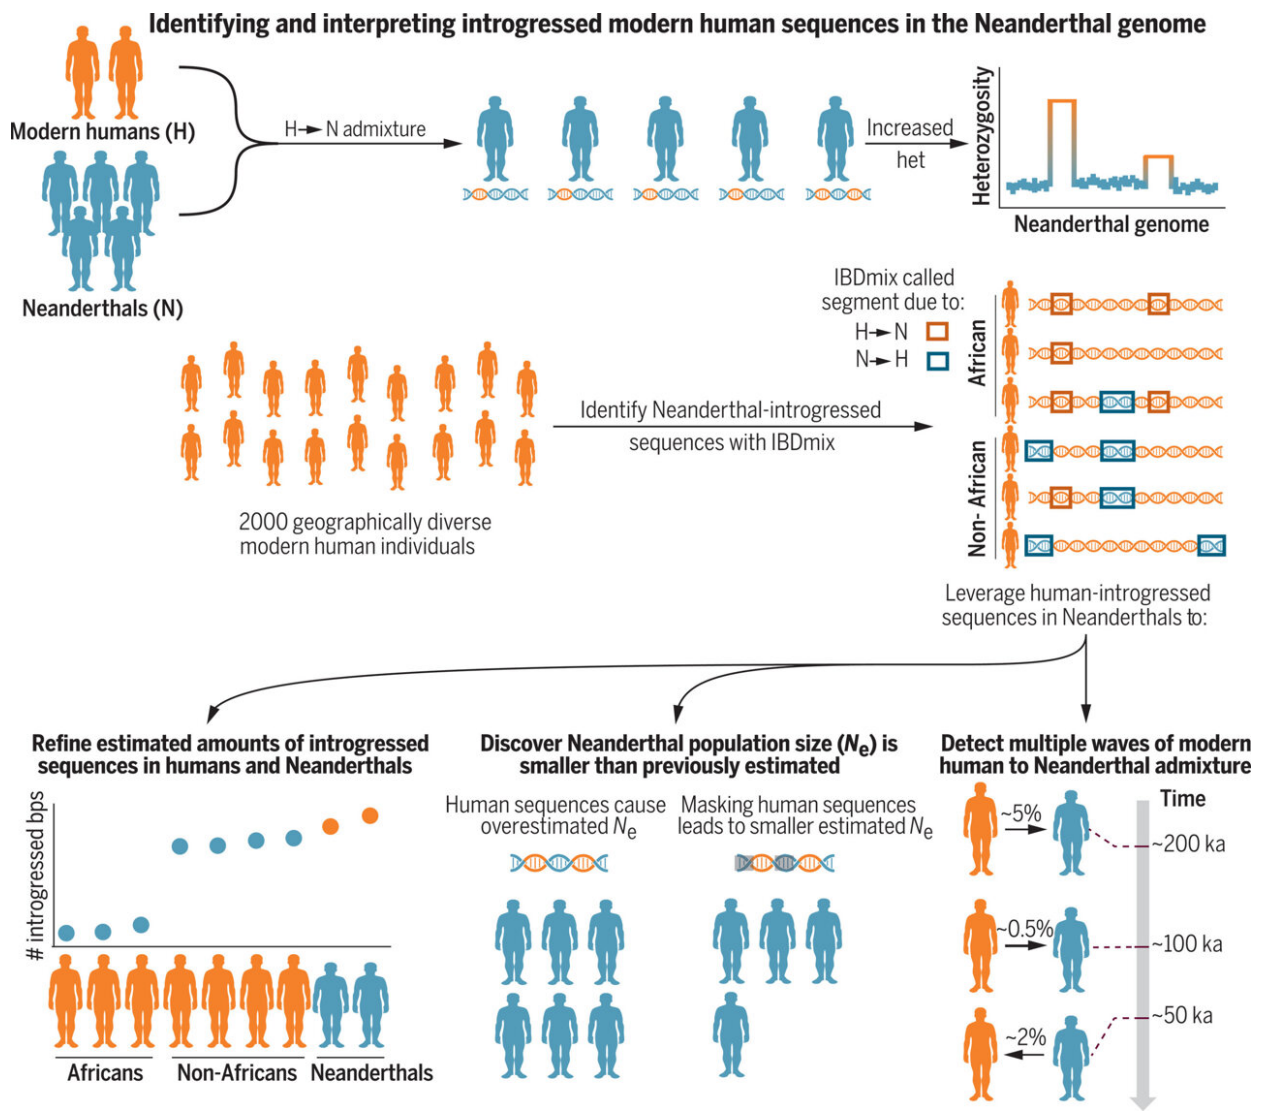 Identifying and interpreting introgressed modern human sequences in the Neanderthal genome
Modern humans (H)
Neanderthals (N)
H→N admixture
Increased
het
Heterozygosity
Neanderthal genome
2000 geographically diverse
modern human individuals
Identify Neanderthal-introgressed
sequences with IBDmix
IBDmix called
segment due to:
H→N
N→H
African
Non- African
Leverage human-introgressed
sequences in Neanderthals to:
Refine estimated amounts of introgressed
sequences in humans and Neanderthals
# introgressed bps
Africans
Non-Africans
Neanderthals
Discover Neanderthal population size (Ne) is
smaller than previously estimated
Human sequences cause
overestimated Ne
Masking human sequences
leads to smaller estimated Ne
Detect multiple waves of modern
human to Neanderthal admixture
Time
~5%
~200 ka
~0.5%
~100 ka
~50 ka
~2%